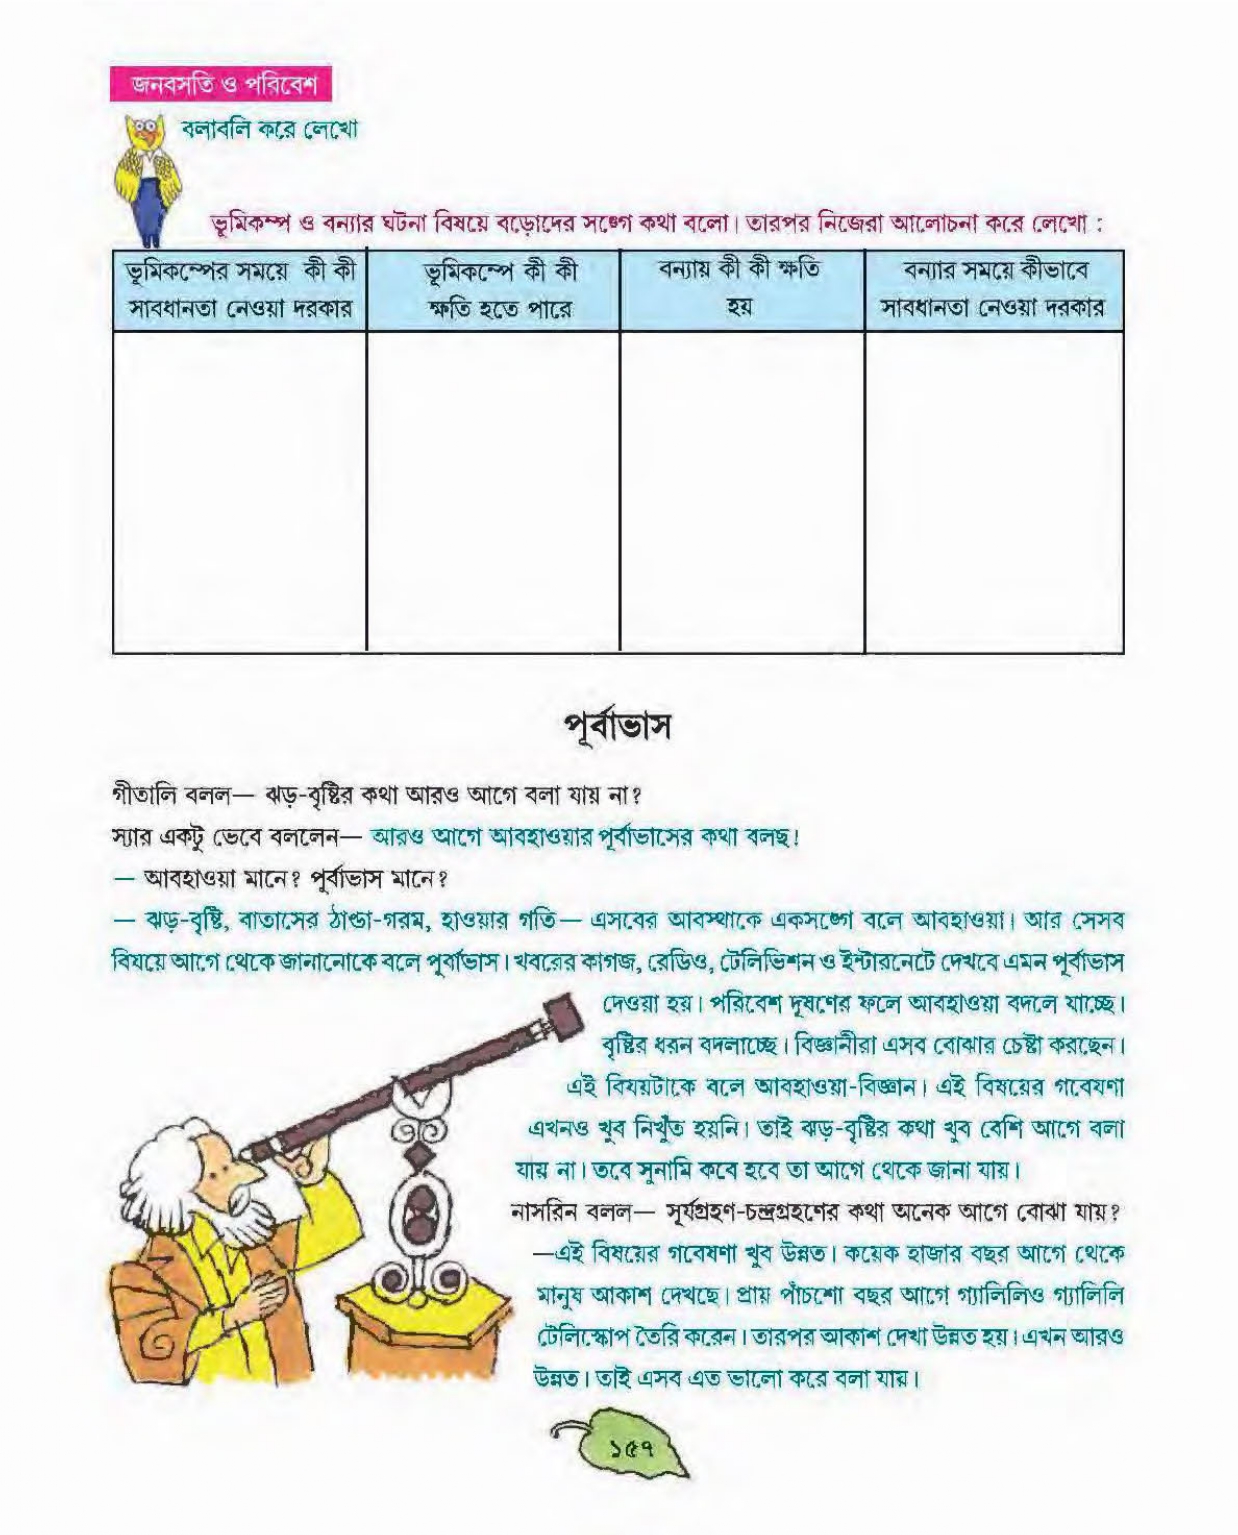 জনবসতি ও পরিবেশ
বলাবলি করে লেখো
ভূমিকম্প ও বন্যার ঘটনা বিষয়ে বড়োদের সঙ্গে কথা বলো। তারপর নিজেরা আলোচনা করে লেখো :
ভূমিকম্পের সময়ে কী কী
সাবধানতা নেওয়া দরকার
ভূমিকম্পে কী কী
ক্ষতি হতে পারে
বন্যায় কী কী ক্ষতি
হয়
বন্যার সময়ে কীভাবে
সাবধানতা নেওয়া দরকার
পূর্বাভাস
গীতালি বলল— ঝড়-বৃষ্টির কথা আরও আগে বলা যায় না?
স্যার একটু ভেবে বললেন— আরও আগে আবহাওয়ার পূর্বাভাসের কথা বলছ!
— আবহাওয়া মানে? পূর্বাভাস মানে?
— ঝড়-বৃষ্টি, বাতাসের ঠান্ডা-গরম, হাওয়ার গতি— এসবের অবস্থাকে একসঙ্গে বলে আবহাওয়া। আর সেসব
বিষয়ে আগে থেকে জানানোকে বলে পূর্বাভাস। খবরের কাগজ, রেডিও, টেলিভিশন ও ইন্টারনেটে দেখবে এমন পূর্বাভাস
দেওয়া হয়। পরিবেশ দূষণের ফলে আবহাওয়া বদলে যাচ্ছে।
বৃষ্টির ধরন বদলাচ্ছে। বিজ্ঞানীরা এসব বোঝার চেষ্টা করছেন।
এই বিষয়টাকে বলে আবহাওয়া-বিজ্ঞান। এই বিষয়ের গবেষণা
এখনও খুব নিখুঁত হয়নি। তাই ঝড়-বৃষ্টির কথা খুব বেশি আগে বলা
যায় না। তবে সুনামি কবে হবে তা আগে থেকে জানা যায়।
নাসরিন বলল— সূর্যগ্রহণ-চন্দ্রগ্রহণের কথা অনেক আগে বোঝা যায়?
—এই বিষয়ের গবেষণা খুব উন্নত। কয়েক হাজার বছর আগে থেকে
মানুষ আকাশ দেখছে। প্রায় পাঁচশো বছর আগে গ্যালিলিও গ্যালিলি
টেলিস্কোপ তৈরি করেন। তারপর আকাশ দেখা উন্নত হয়। এখন আরও
উন্নত। তাই এসব এত ভালো করে বলা যায়।
১৫৭